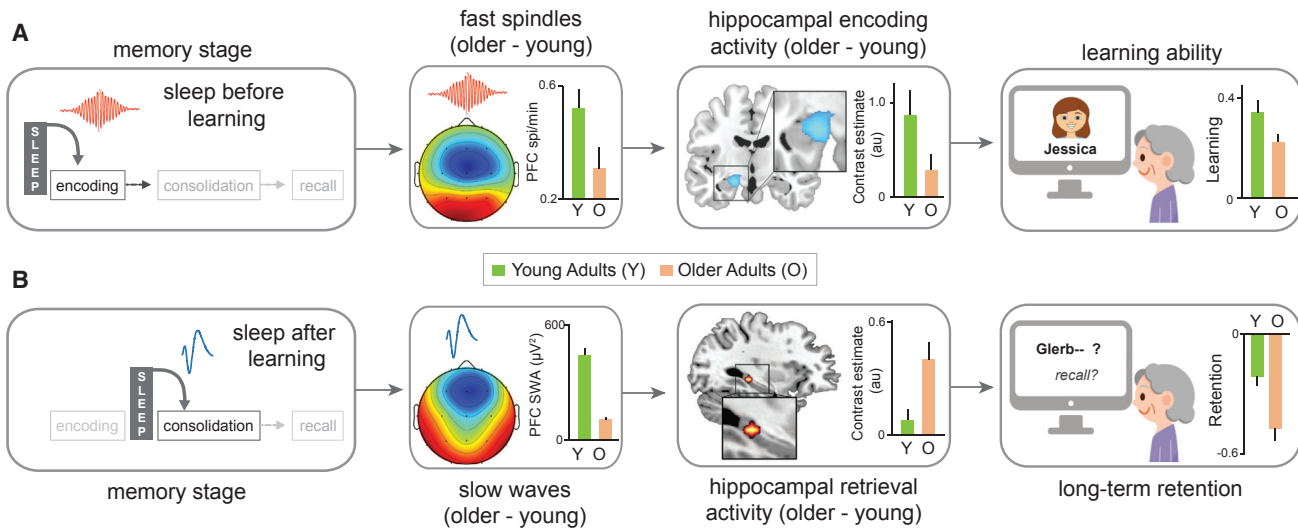 A
memory stage
sleep before
learning
SLEEP
encoding
consolidation
recall
fast spindles
(older - young)
PFC spi/min
0.6
0.2
Y O
hippocampal encoding
activity (older - young)
Contrast estimate
(au)
1.0
0
Y O
learning ability
Jessica
Learning
0.4
0
Y O
Young Adults (Y)
Older Adults (O)
B
sleep after
learning
SLEEP
encoding
consolidation
recall
memory stage
PFC SWA (µV²)
600
0
Y O
slow waves
(older - young)
Contrast estimate
(au)
0.6
0
Y O
hippocampal retrieval
activity (older - young)
Glerb-- ?
recall?
Retention
0
-0.6
Y O
long-term retention